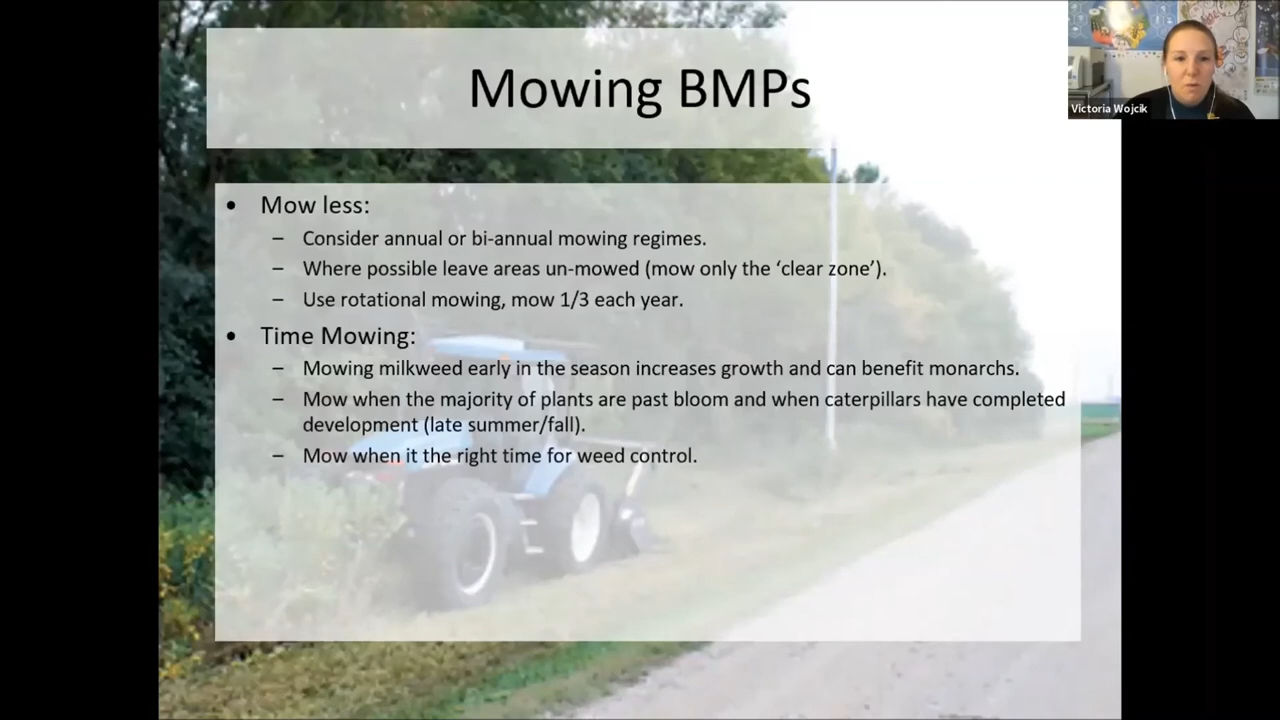 Mowing BMPs
Victoria Wojcik
• Mow less:
– Consider annual or bi-annual mowing regimes.
– Where possible leave areas un-mowed (mow only the ‘clear zone’).
– Use rotational mowing, mow 1/3 each year.
• Time Mowing:
– Mowing milkweed early in the season increases growth and can benefit monarchs.
– Mow when the majority of plants are past bloom and when caterpillars have completed
development (late summer/fall).
– Mow when it the right time for weed control.